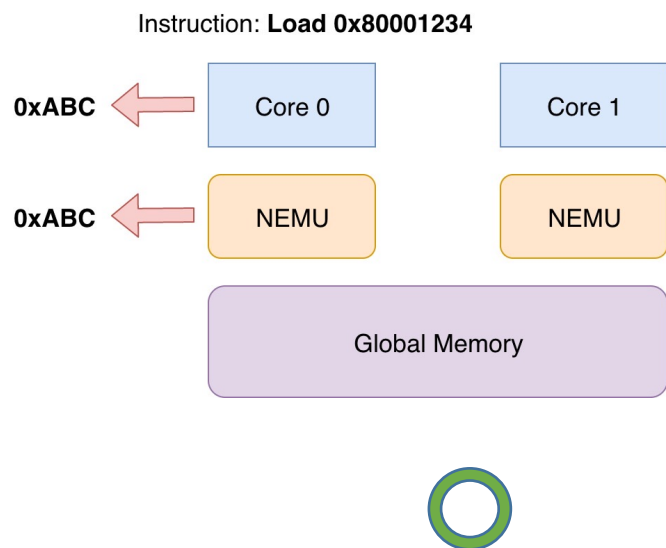 Instruction: Load 0x80001234
0xABC
Core 0
Core 1
0xABC
NEMU
NEMU
Global Memory